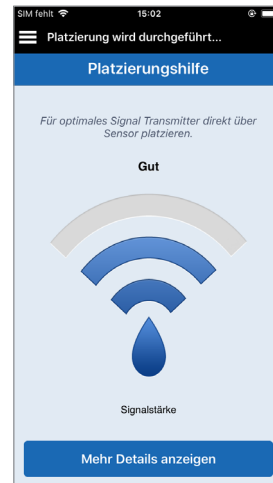 SIM fehlt 15:02
Platzierung wird durchgeführt...
Platzierungshilfe
Für optimales Signal Transmitter direkt über
Sensor platzieren.
Gut
Signalstärke
Mehr Details anzeigen